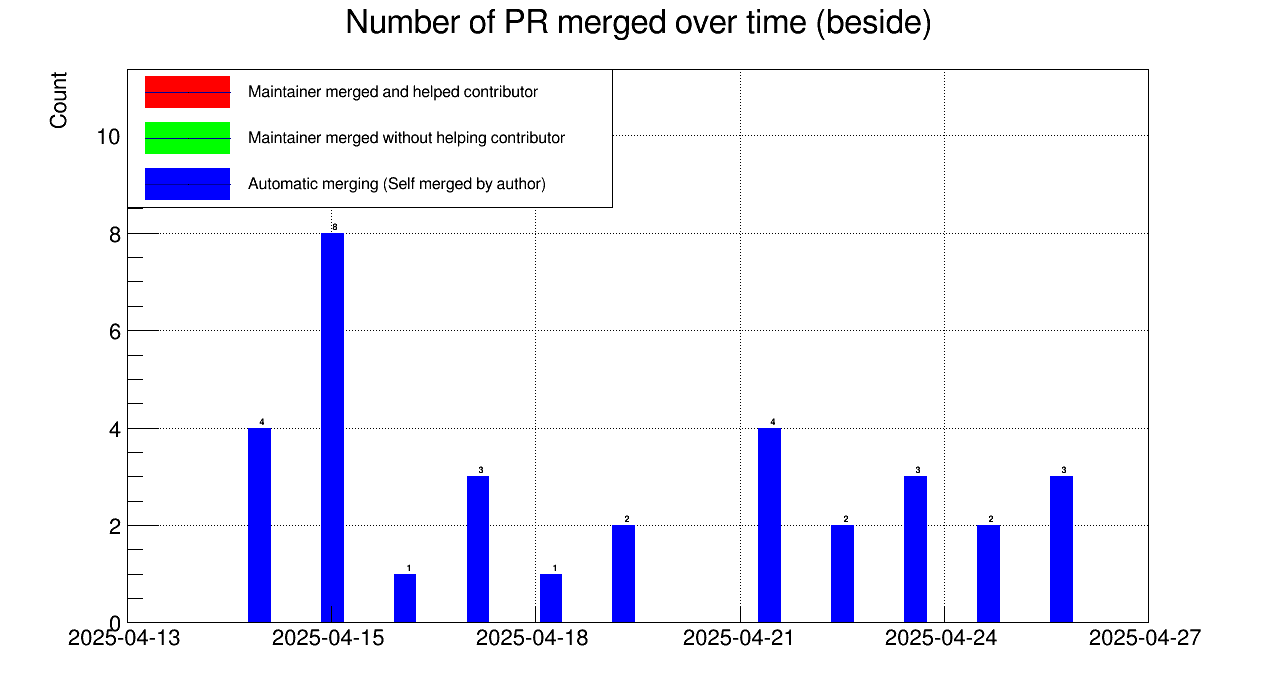 Number of PR merged over time (beside)
Count
Maintainer merged and helped contributor
Maintainer merged without helping contributor
Automatic merging (Self merged by author)
10
8
6
4
2
0
8
4
4
3
3
3
2
2
2
1
1
2025-04-13 2025-04-15 2025-04-18 2025-04-21 2025-04-24 2025-04-27